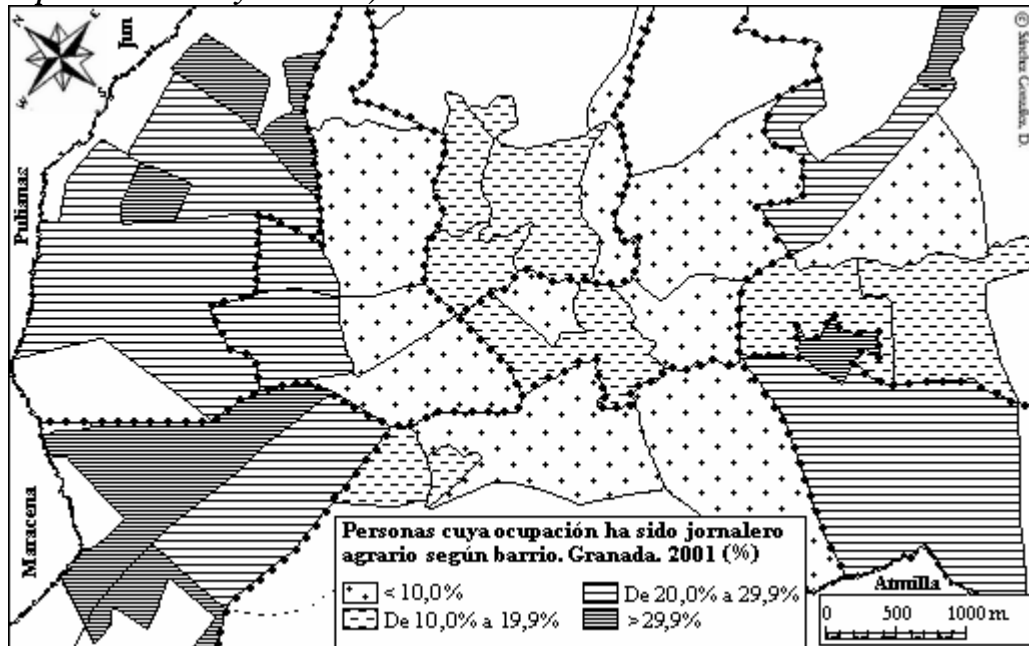 N
E
S
W
Jun
© Sánchez González, D.
Pulianas
Maracena
Personas cuya ocupación ha sido jornalero
agrario según barrio. Granada. 2001 (%)
< 10,0%
De 20,0% a 29,9%
De 10,0% a 19,9%
>29,9%
Atmilla
0 500 1000 m.